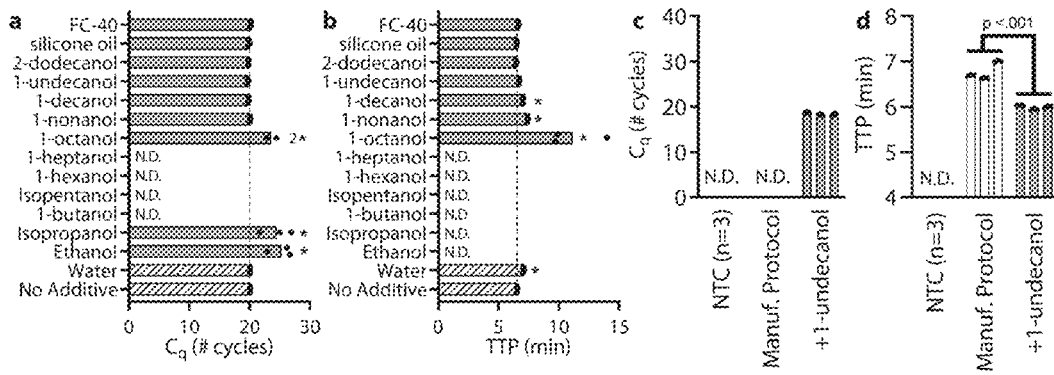 a
FC-40
silicone oil
2-dodecanol
1-undecanol
1-decanol
1-nonanol
1-octanol 2*
1-heptanol N.D.
1-hexanol N.D.
Isopentanol N.D.
1-butanol N.D.
Isopropanol *
Ethanol *
Water
No Additive
0 10 20 30
Cq (# cycles)
b
FC-40
silicone oil
2-dodecanol
1-undecanol
1-decanol *
1-nonanol *
1-octanol *
1-heptanol N.D.
1-hexanol N.D.
Isopentanol N.D.
1-butanol N.D.
Isopropanol N.D.
Ethanol N.D.
Water *
No Additive
0 5 10 15
TTP (min)
c
Cq (# cycles)
40
30
20
10
0
N.D. N.D.
NTC (n=3)
Manuf. Protocol
+1-undecanol
d
TTP (min)
8
7
6
5
4
p <.001
N.D.
NTC (n=3)
Manuf. Protocol
+1-undecanol